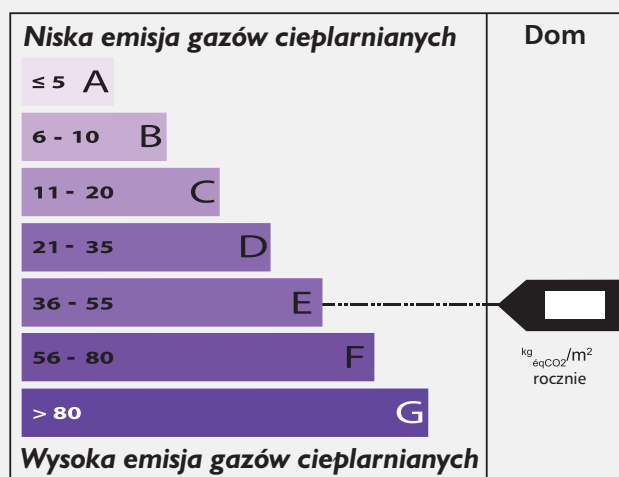 Niska emisja gazów cieplarnianych
Dom
≤ 5 A
6 - 10 B
11 - 20 C
21 - 35 D
36 - 55 E
56 - 80 F
> 80 G
kg éqCO2/m²
rocznie
Wysoka emisja gazów cieplarnianych